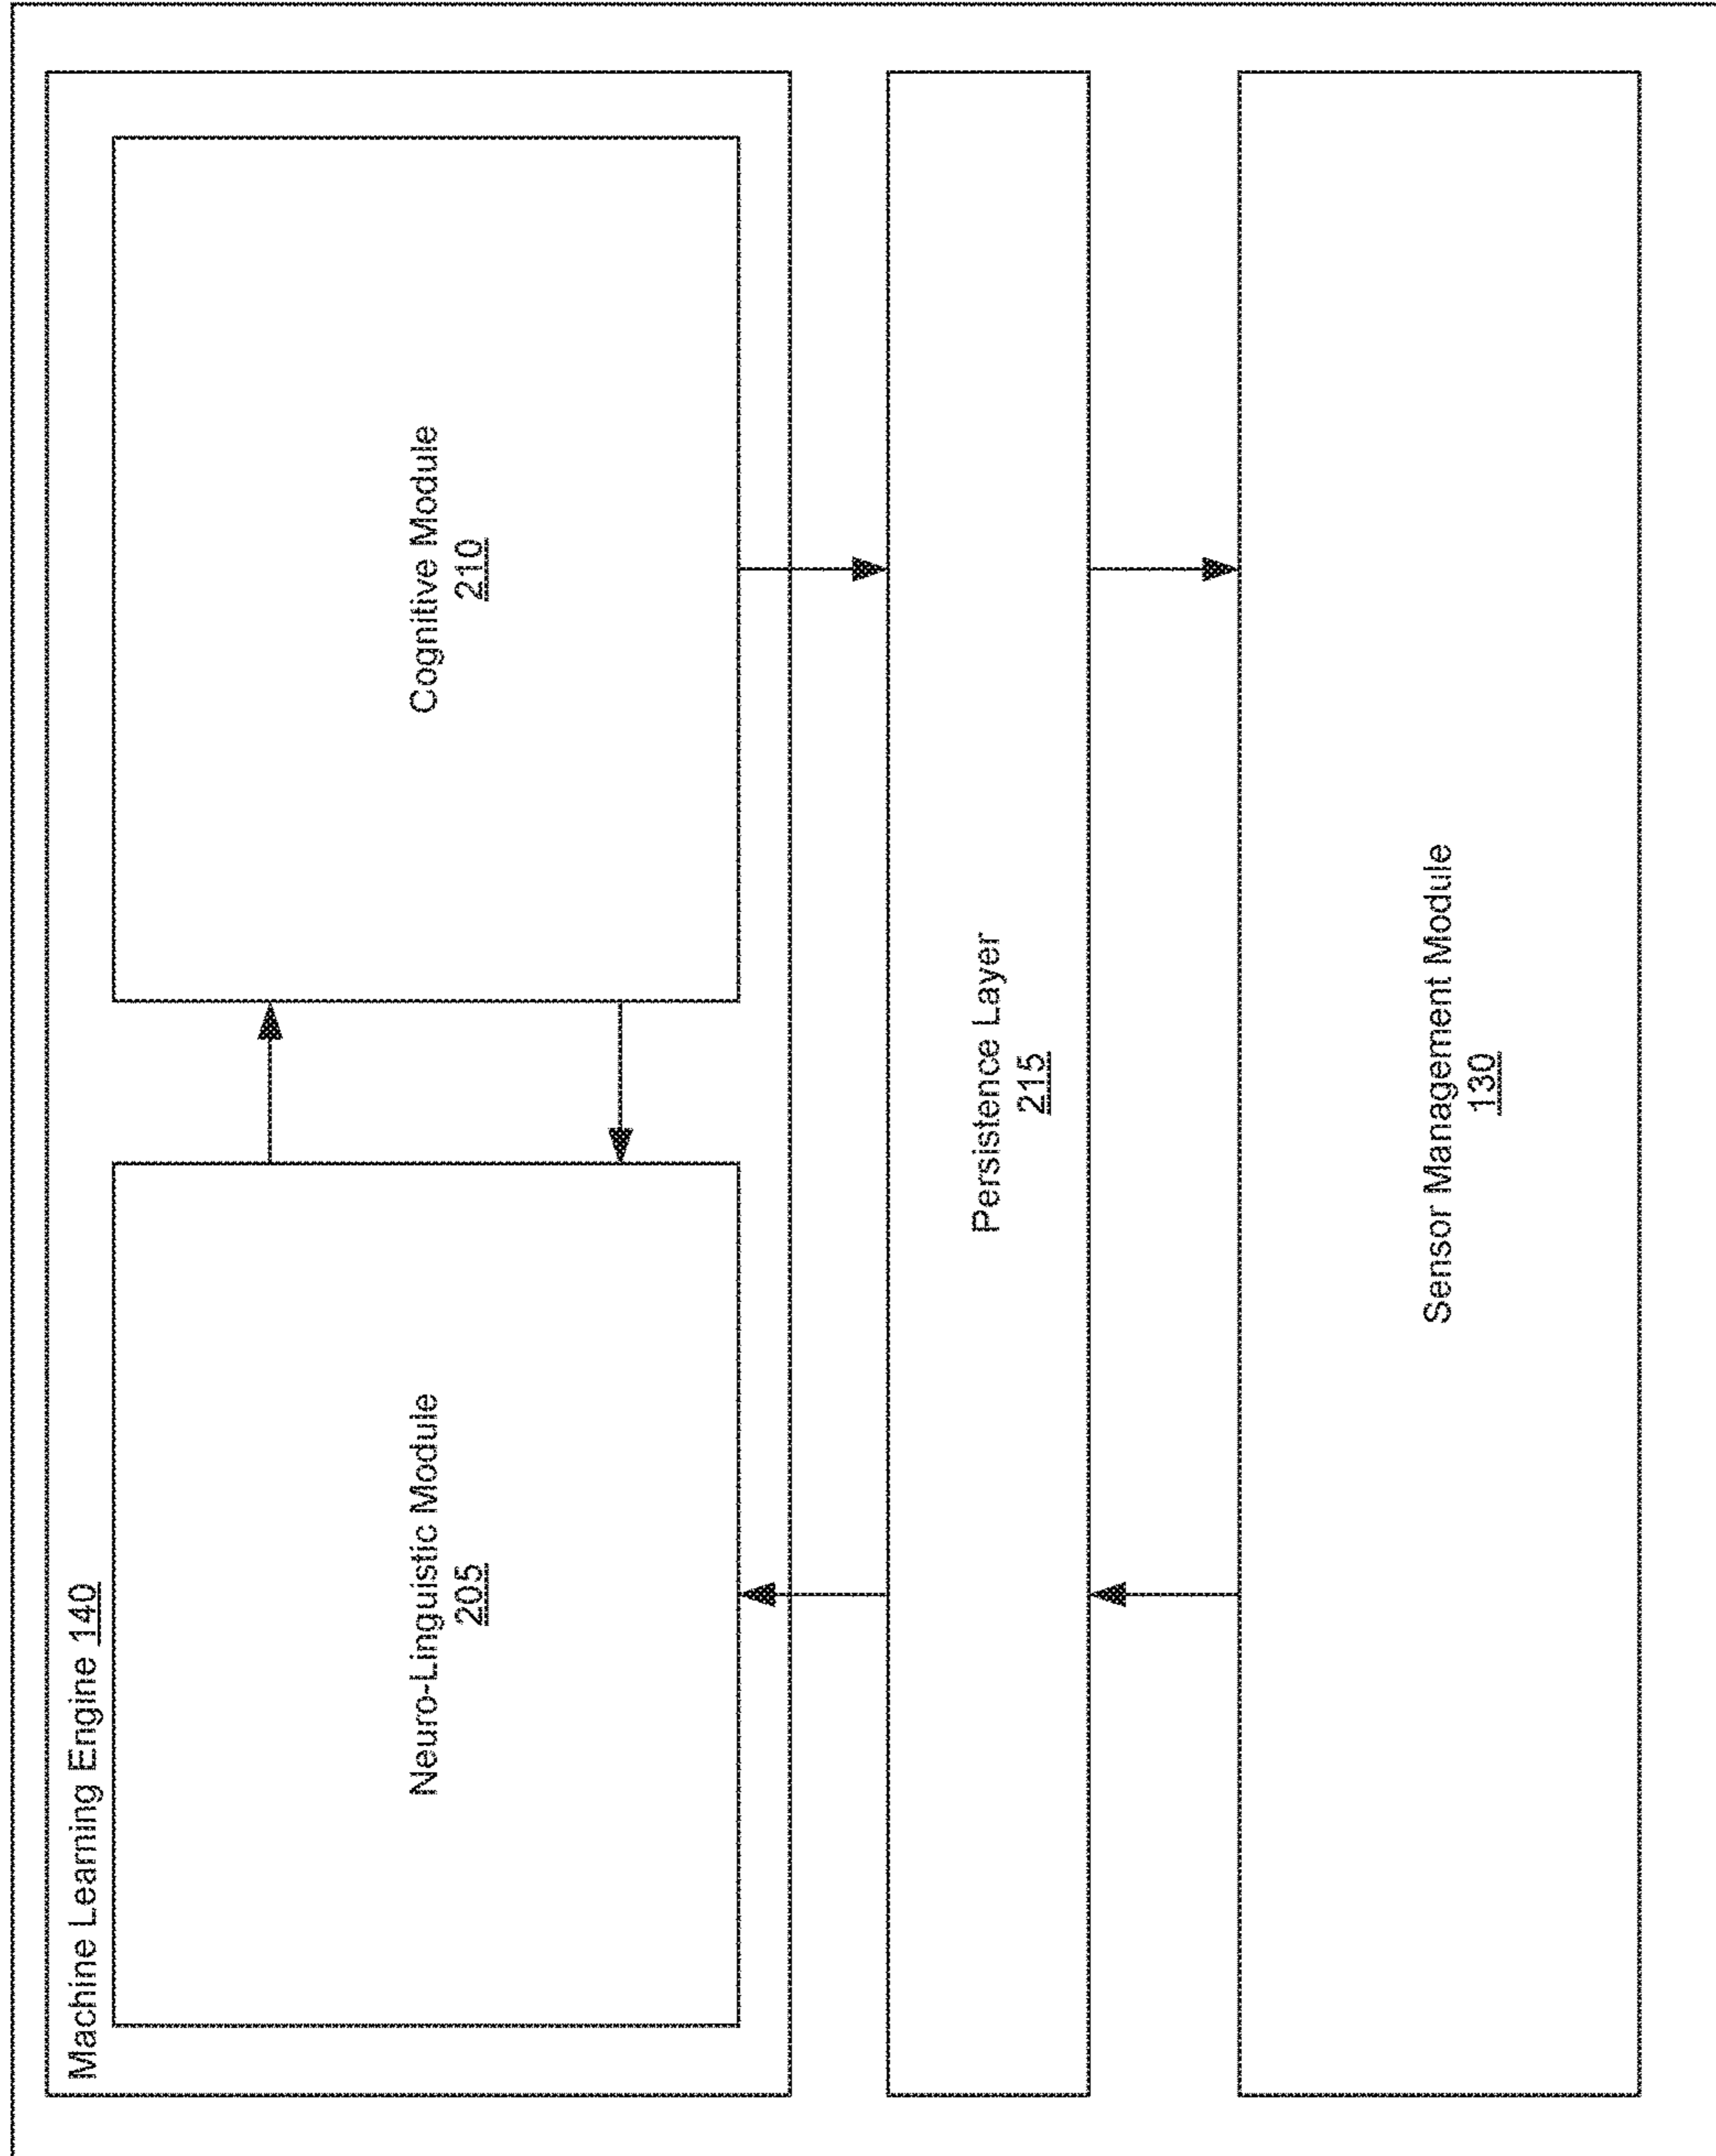 Machine Learning Engine 140
Neuro-Linguistic Module
205
Cognitive Module
210
Persistence Layer
215
Sensor Management Module
130